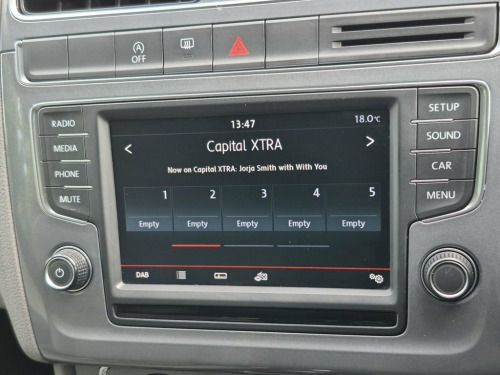 OFF
RADIO
MEDIA
PHONE
MUTE
13:47
18.0°C
< Capital XTRA >
Now on Capital XTRA: Jorja Smith with With You
1 2 3 4 5
Empty Empty Empty Empty Empty
DAB
SETUP
SOUND
CAR
MENU